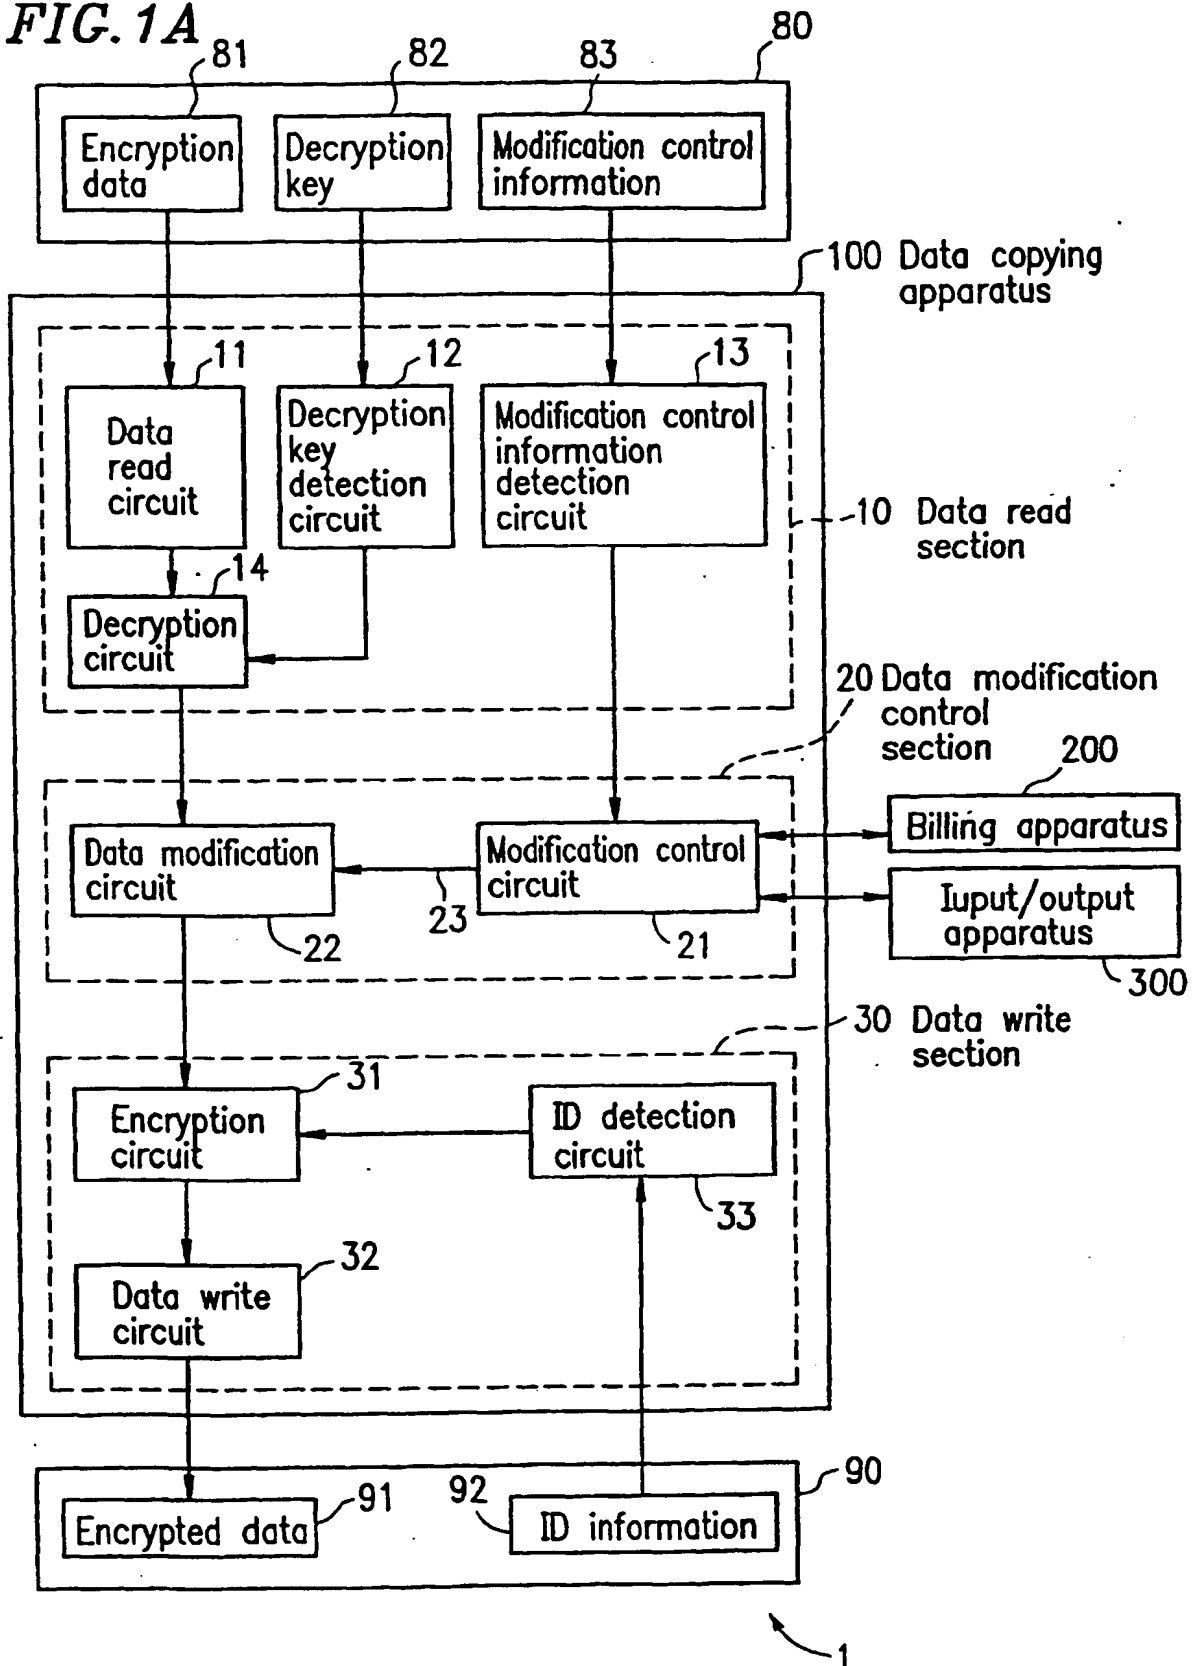 FIG. 1A
80
81
82
83
Encryption
data
Decryption
key
Modification control
information
100 Data copying
apparatus
11
12
13
Data
read
circuit
Decryption
key
detection
circuit
Modification control
information
detection
circuit
10 Data read
section
14
Decryption
circuit
20 Data modification
control
section
200
Billing apparatus
Data modification
circuit
Modification control
circuit
23
22
21
Iuput/output
apparatus
300
30 Data write
section
31
Encryption
circuit
ID detection
circuit
33
32
Data write
circuit
90
91
92
Encrypted data
ID information
1